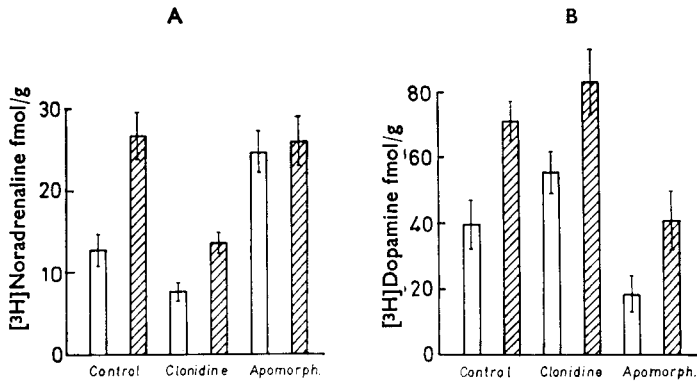 A
[³H]Noradrenaline fmol/g
30
20
10
0
Control Clonidine Apomorph.
B
[³H]Dopamine fmol/g
80
60
40
20
0
Control Clonidine Apomorph.